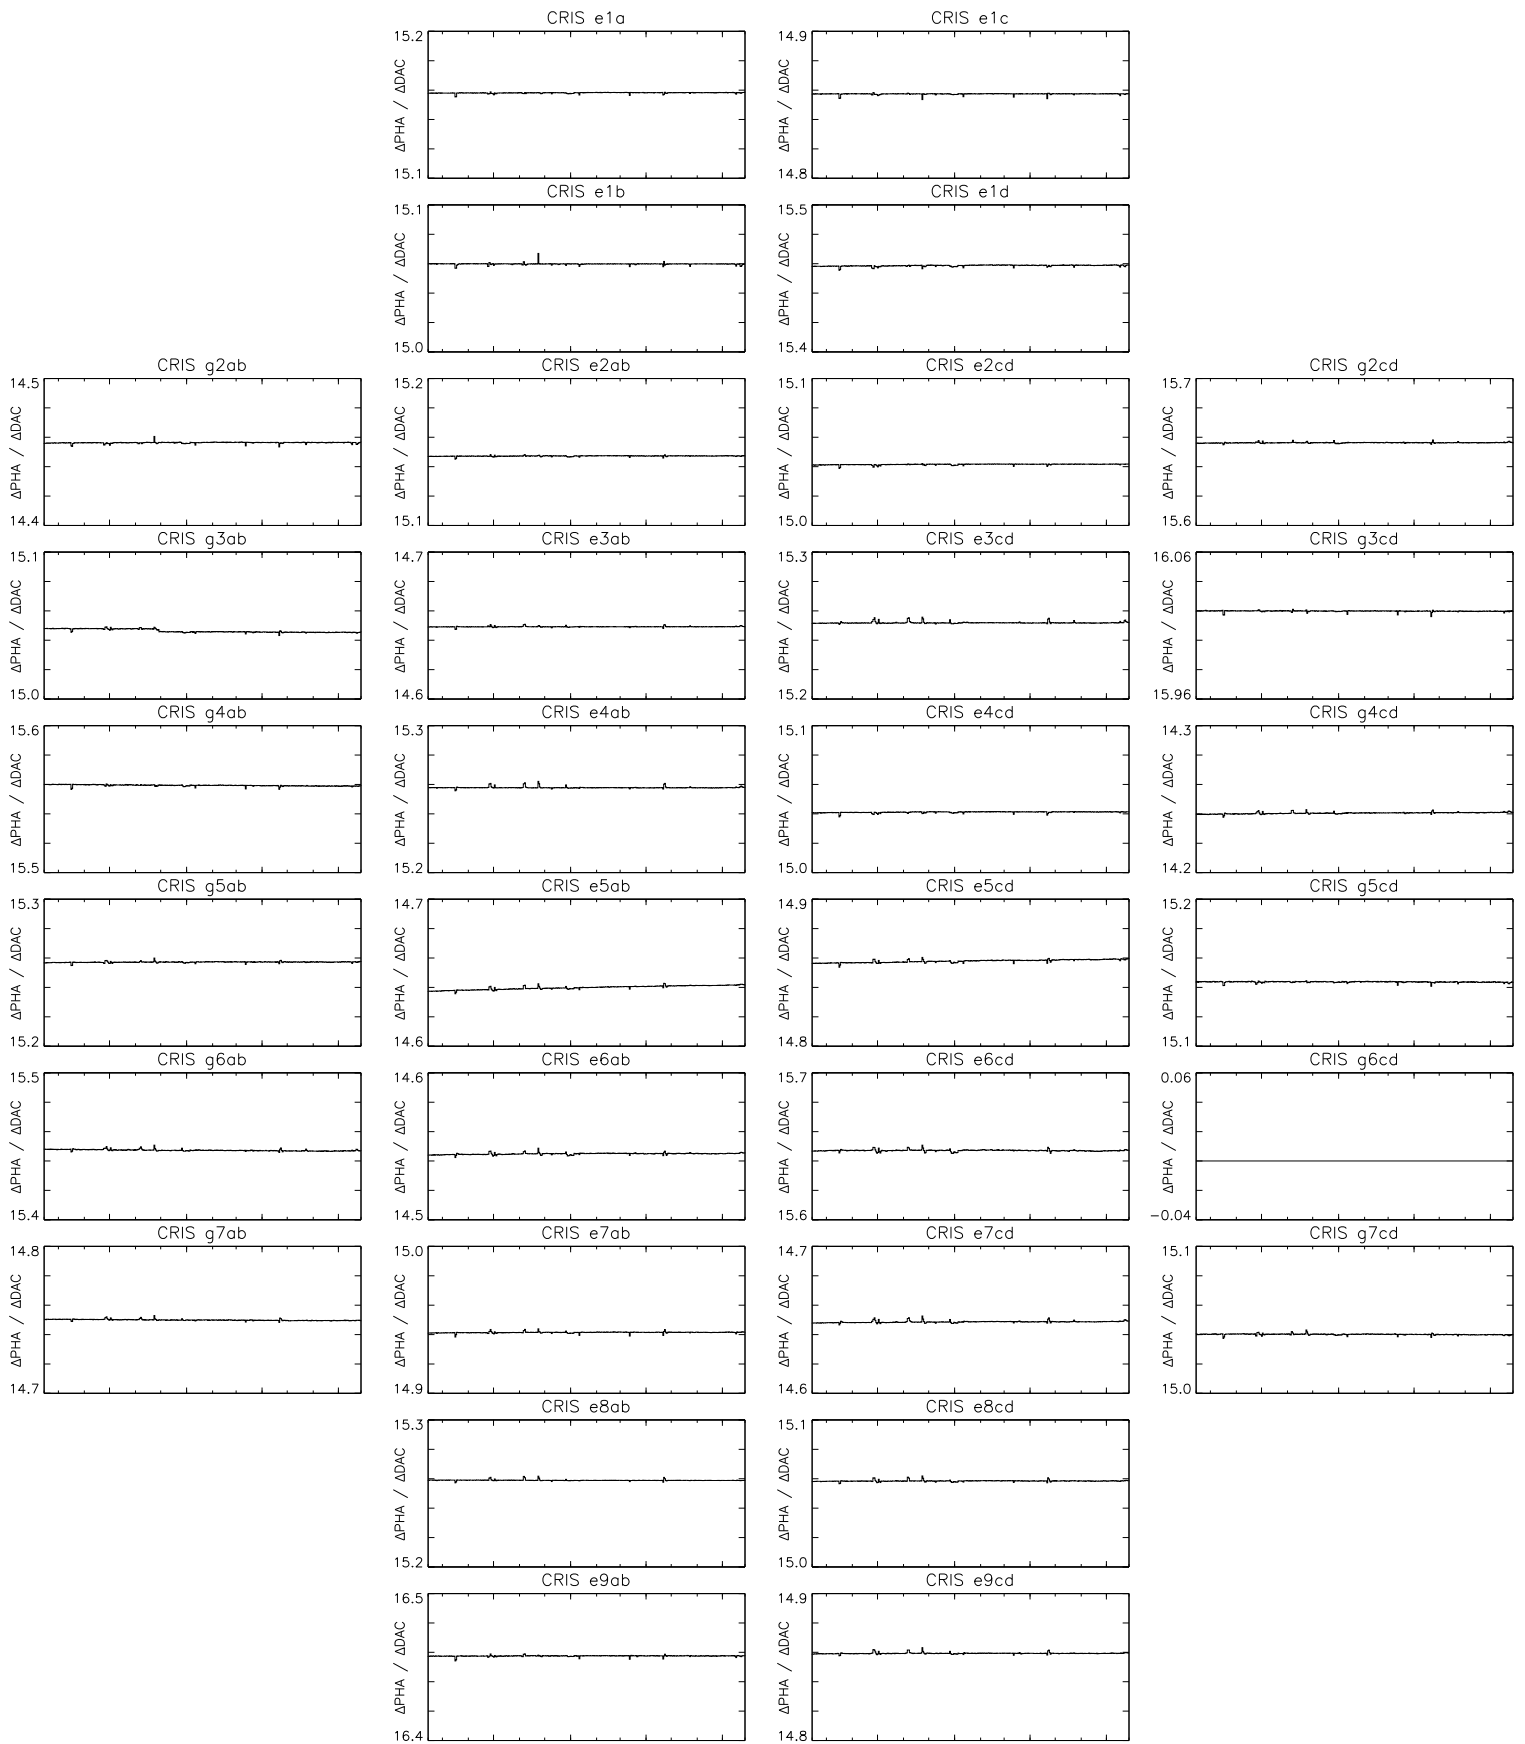 CRIS e1a
CRIS e1c
15.2
ΔPHA / ΔDAC
15.1
14.9
ΔPHA / ΔDAC
14.8
CRIS e1b
CRIS e1d
15.1
ΔPHA / ΔDAC
15.0
15.5
ΔPHA / ΔDAC
15.4
CRIS g2ab
CRIS e2ab
CRIS e2cd
CRIS g2cd
14.5
ΔPHA / ΔDAC
14.4
15.2
ΔPHA / ΔDAC
15.1
15.1
ΔPHA / ΔDAC
15.0
15.7
ΔPHA / ΔDAC
15.6
CRIS g3ab
CRIS e3ab
CRIS e3cd
CRIS g3cd
15.1
ΔPHA / ΔDAC
15.0
14.7
ΔPHA / ΔDAC
14.6
15.3
ΔPHA / ΔDAC
15.2
16.06
ΔPHA / ΔDAC
15.96
CRIS g4ab
CRIS e4ab
CRIS e4cd
CRIS g4cd
15.6
ΔPHA / ΔDAC
15.5
15.3
ΔPHA / ΔDAC
15.2
15.1
ΔPHA / ΔDAC
15.0
14.3
ΔPHA / ΔDAC
14.2
CRIS g5ab
CRIS e5ab
CRIS e5cd
CRIS g5cd
15.3
ΔPHA / ΔDAC
15.2
14.7
ΔPHA / ΔDAC
14.6
14.9
ΔPHA / ΔDAC
14.8
15.2
ΔPHA / ΔDAC
15.1
CRIS g6ab
CRIS e6ab
CRIS e6cd
CRIS g6cd
15.5
ΔPHA / ΔDAC
15.4
14.6
ΔPHA / ΔDAC
14.5
15.7
ΔPHA / ΔDAC
15.6
0.06
ΔPHA / ΔDAC
−0.04
CRIS g7ab
CRIS e7ab
CRIS e7cd
CRIS g7cd
14.8
ΔPHA / ΔDAC
14.7
15.0
ΔPHA / ΔDAC
14.9
14.7
ΔPHA / ΔDAC
14.6
15.1
ΔPHA / ΔDAC
15.0
CRIS e8ab
CRIS e8cd
15.3
ΔPHA / ΔDAC
15.2
15.1
ΔPHA / ΔDAC
15.0
CRIS e9ab
CRIS e9cd
16.5
ΔPHA / ΔDAC
16.4
14.9
ΔPHA / ΔDAC
14.8